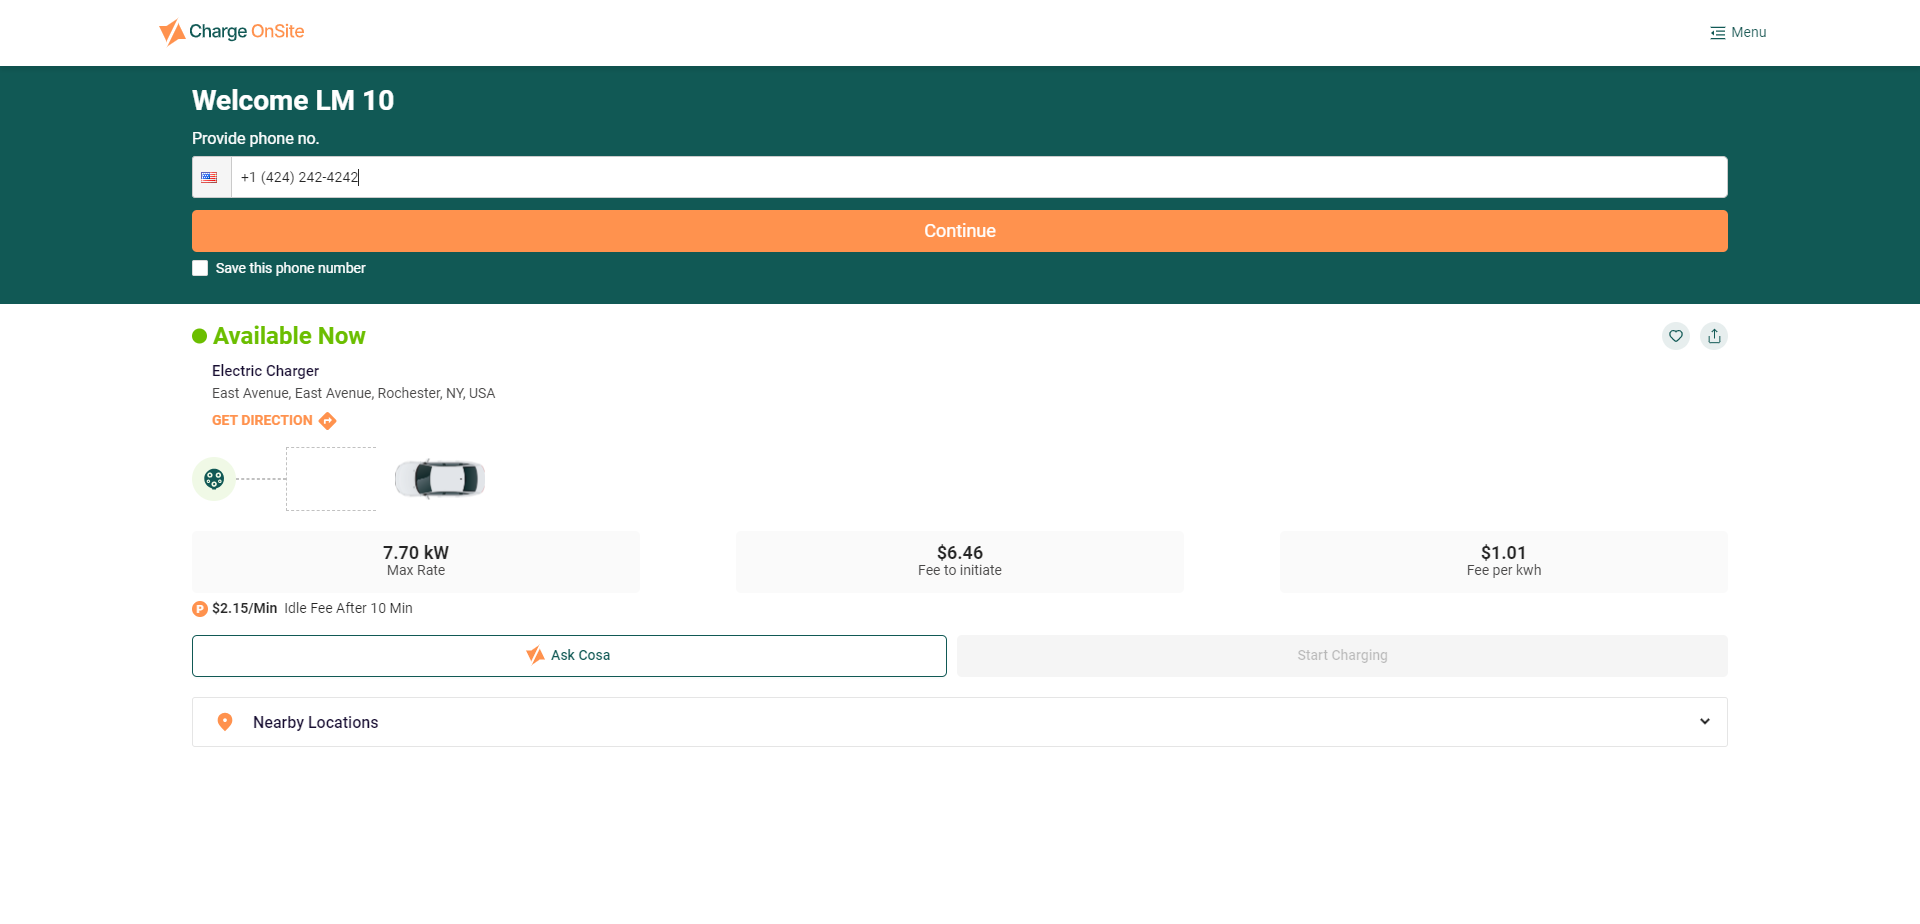 Charge OnSite
Menu
Welcome LM 10
Provide phone no.
+1 (424) 242-4242
Continue
Save this phone number
Available Now
Electric Charger
East Avenue, East Avenue, Rochester, NY, USA
GET DIRECTION
7.70 kW
Max Rate
$6.46
Fee to initiate
$1.01
Fee per kwh
P $2.15/Min Idle Fee After 10 Min
Ask Cosa
Start Charging
Nearby Locations